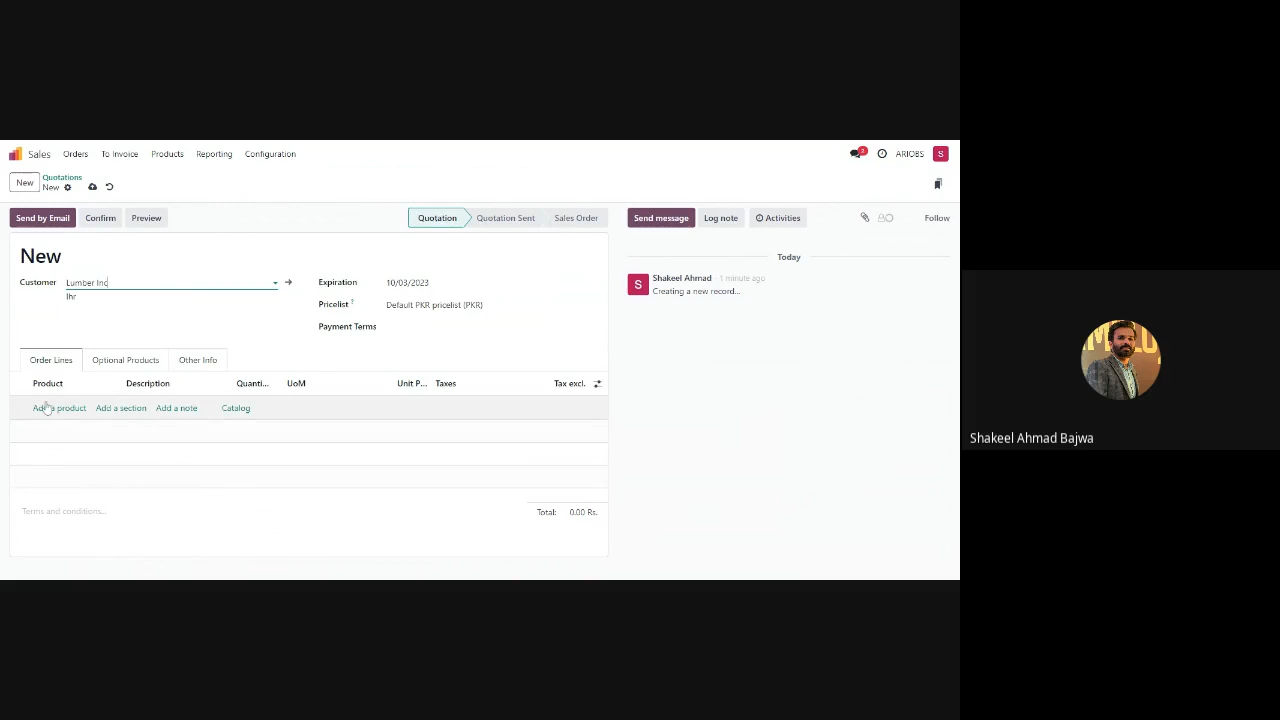 Sales Orders To Invoice Products Reporting Configuration 2 ARIOBS S
New Quotations
New
Send by Email Confirm Preview Quotation Quotation Sent Sales Order Send message Log note Activities Follow
New
Today
Customer Lumber Inc Expiration 10/03/2023
lhr
Pricelist ? Default PKR pricelist (PKR)
Payment Terms
S Shakeel Ahmad - 1 minute ago
Creating a new record...
Order Lines Optional Products Other Info
Product Description Quanti... UoM Unit P... Taxes Tax excl.
Add a product Add a section Add a note Catalog
Terms and conditions... Total: 0.00 Rs.
Shakeel Ahmad Bajwa